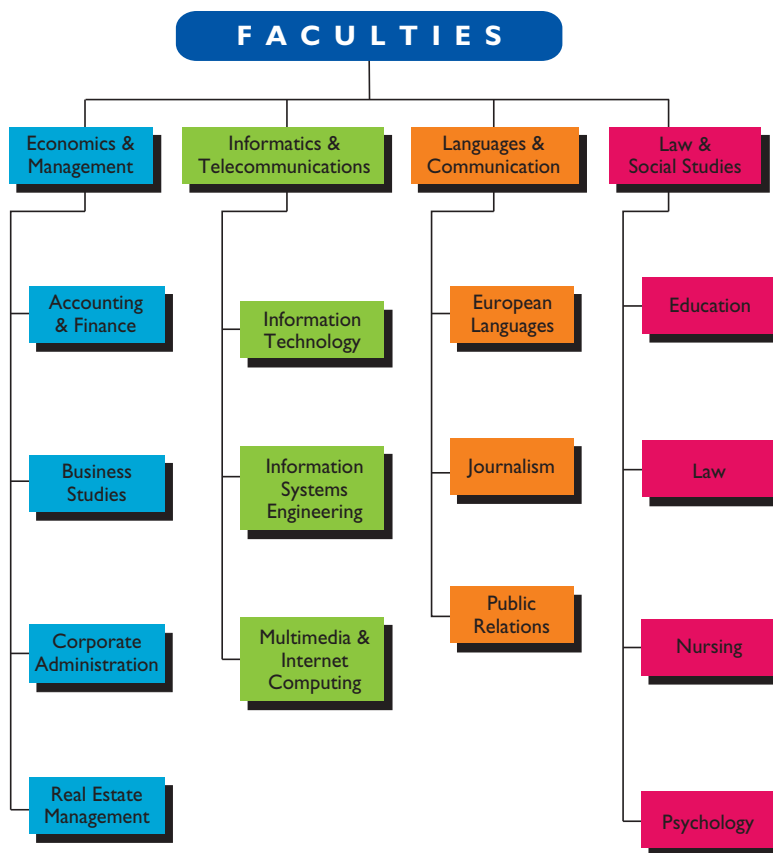 FACULTIES
Economics &
Management
Informatics &
Telecommunications
Languages &
Communication
Law &
Social Studies
Accounting
& Finance
Business
Studies
Corporate
Administration
Real Estate
Management
Information
Technology
Information
Systems
Engineering
Multimedia &
Internet
Computing
European
Languages
Journalism
Public
Relations
Education
Law
Nursing
Psychology